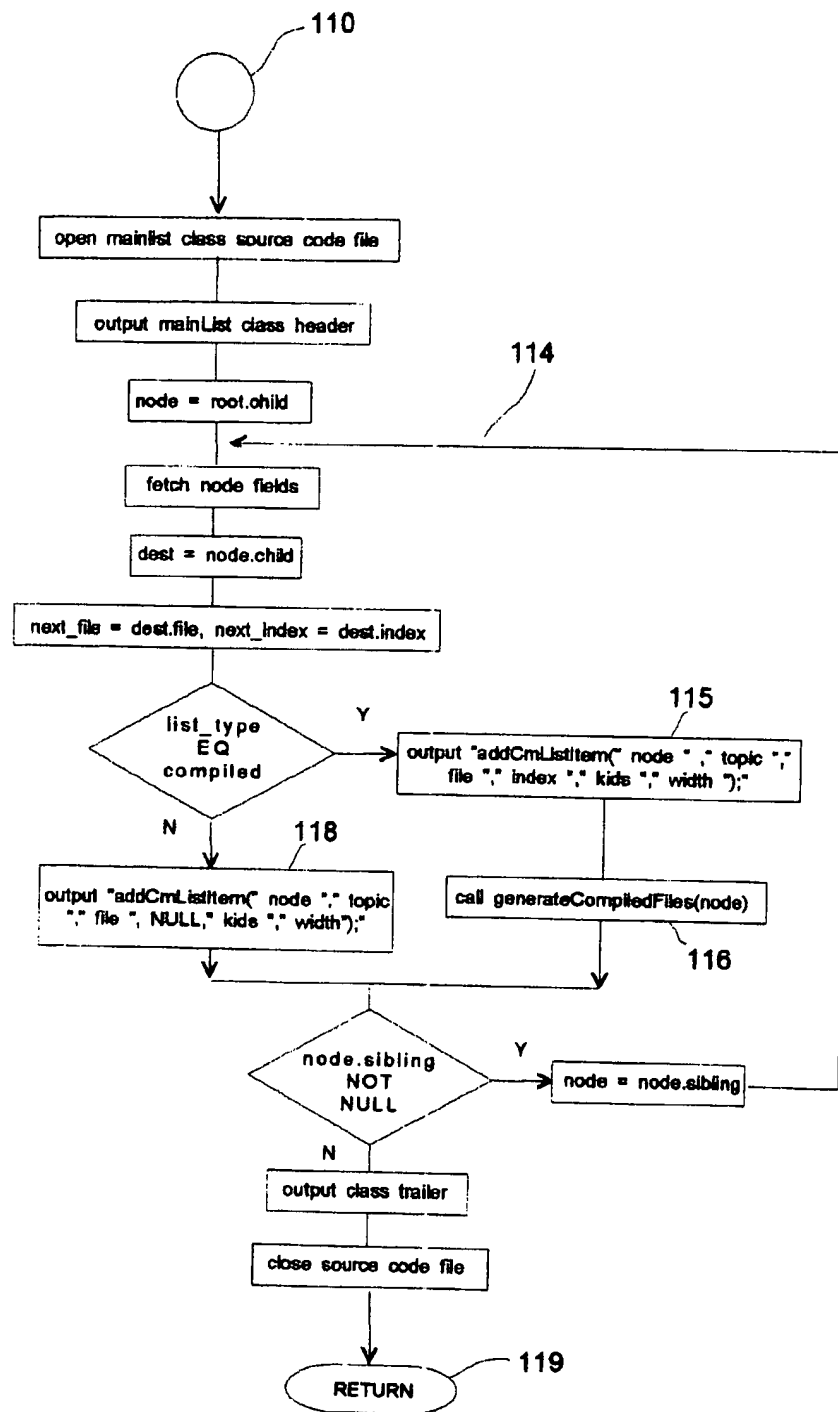 110
open mainlist class source code file
output mainList class header
114
node = root.child
fetch node fields
dest = node.child
next_file = dest.file, next_index = dest.index
list_type
EQ
compiled
Y
115
output "addCmListItem(" node " ," topic ","
file "," index "," kids "," width ");"
N
118
output "addCmListItem(" node "," topic
"," file ", NULL," kids "," width");"
call generateCompiledFiles(node)
116
node.sibling
NOT
NULL
Y
node = node.sibling
N
output class trailer
close source code file
119
RETURN